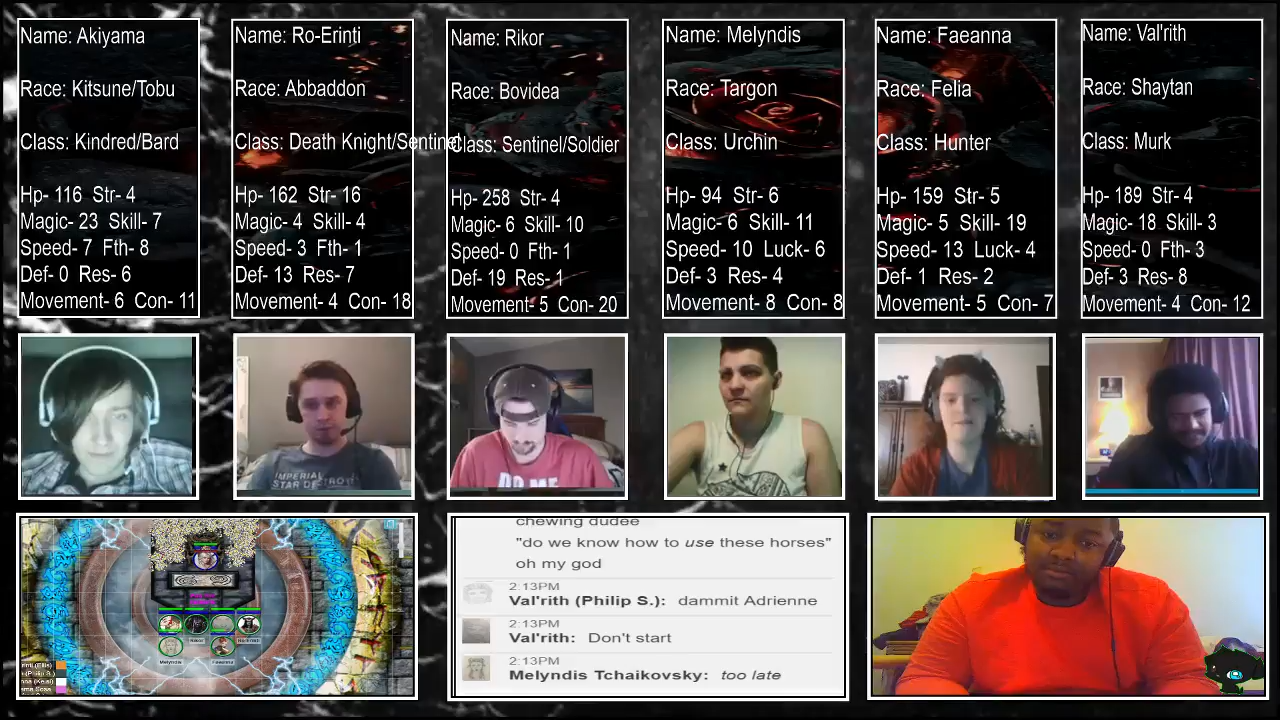 Name: Akiyama
Race: Kitsune/Tobu
Class: Kindred/Bard
Hp- 116 Str- 4
Magic- 23 Skill- 7
Speed- 7 Fth- 8
Def- 0 Res- 6
Movement- 6 Con- 11
Name: Ro-Erinti
Race: Abbaddon
Class: Death Knight/Sentinel
Hp- 162 Str- 16
Magic- 4 Skill- 4
Speed- 3 Fth- 1
Def- 13 Res- 7
Movement- 4 Con- 18
Name: Rikor
Race: Bovidea
Class: Sentinel/Soldier
Hp- 258 Str- 4
Magic- 6 Skill- 10
Speed- 0 Fth- 1
Def- 19 Res- 1
Movement- 5 Con- 20
Name: Melyndis
Race: Targon
Class: Urchin
Hp- 94 Str- 6
Magic- 6 Skill- 11
Speed- 10 Luck- 6
Def- 3 Res- 4
Movement- 8 Con- 8
Name: Faeanna
Race: Felia
Class: Hunter
Hp- 159 Str- 5
Magic- 5 Skill- 19
Speed- 13 Luck- 4
Def- 1 Res- 2
Movement- 5 Con- 7
Name: Val'rith
Race: Shaytan
Class: Murk
Hp- 189 Str- 4
Magic- 18 Skill- 3
Speed- 0 Fth- 3
Def- 3 Res- 8
Movement- 4 Con- 12
IMPERIAL
STAR DESTROYER
Rikor
Melyndis
Faeanna
chewing dudee
"do we know how to use these horses"
oh my god
2:13PM
Val'rith (Philip S.): dammit Adrienne
2:13PM
Val'rith: Don't start
2:13PM
Melyndis Tchaikovsky: too late